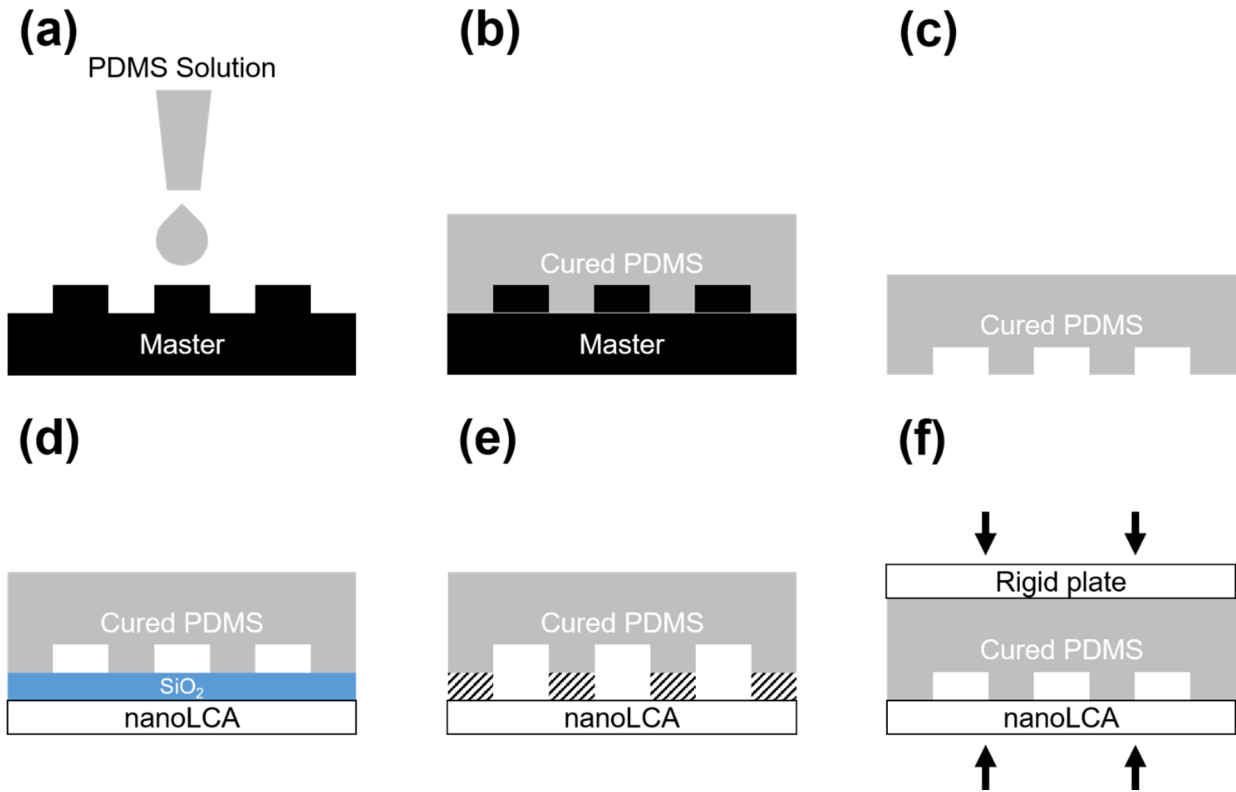 (a)
PDMS Solution
Master
(b)
Cured PDMS
Master
(c)
Cured PDMS
(d)
Cured PDMS
SiO₂
nanoLCA
(e)
Cured PDMS
nanoLCA
(f)
Rigid plate
Cured PDMS
nanoLCA